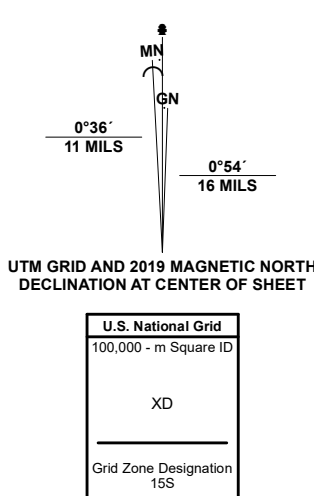 MN
GN
0°36´
11 MILS
0°54´
16 MILS
UTM GRID AND 2019 MAGNETIC NORTH
DECLINATION AT CENTER OF SHEET
U.S. National Grid
100,000 - m Square ID
XD
Grid Zone Designation
15S